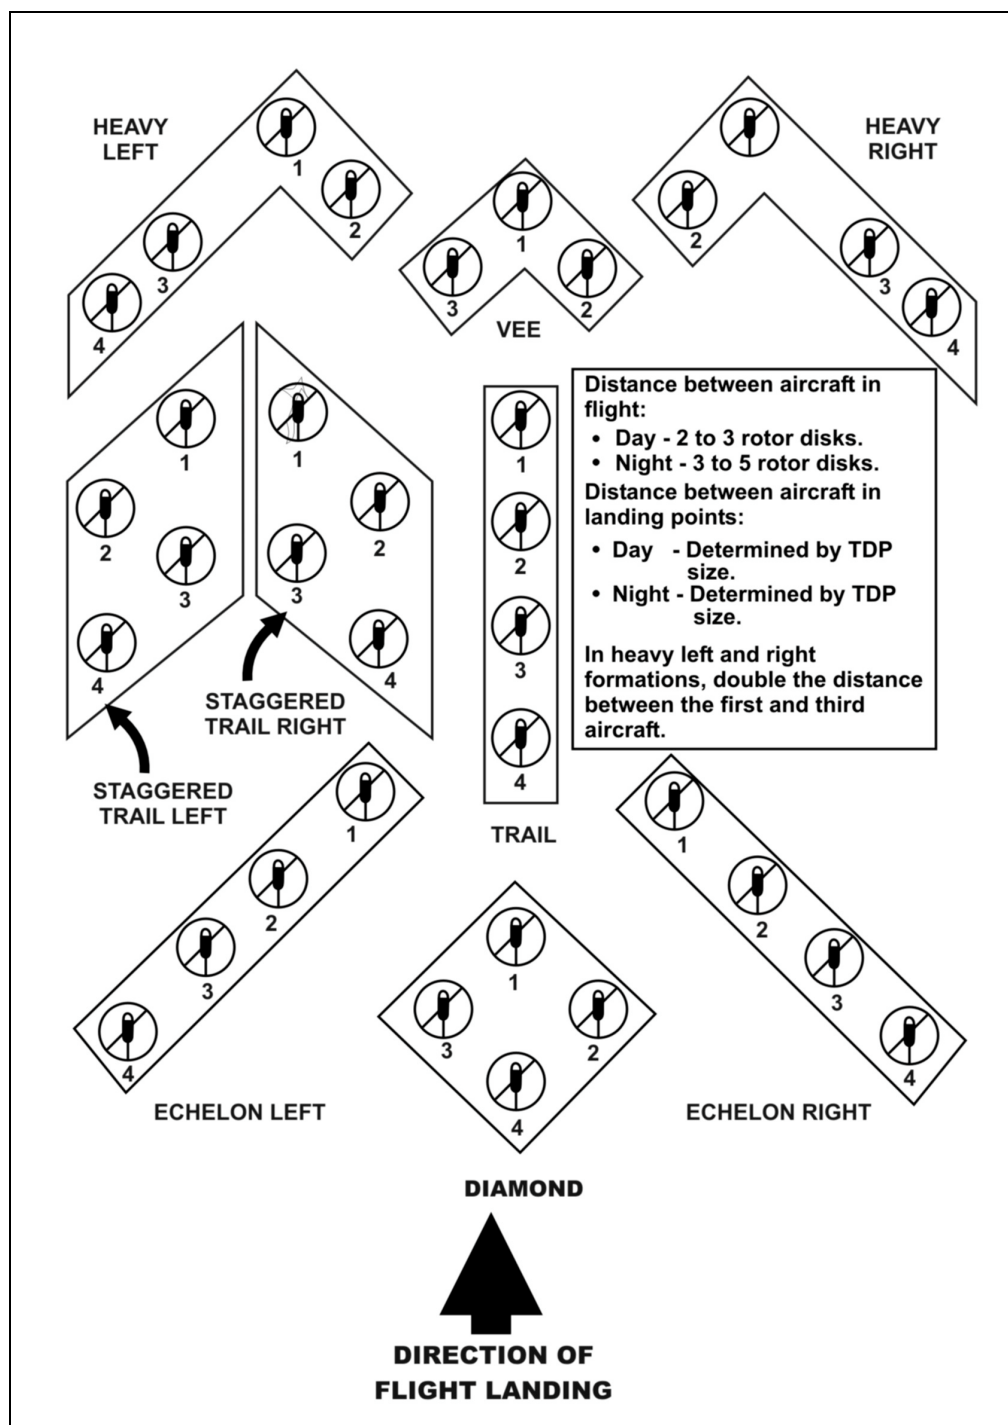 HEAVY
LEFT
1
2
3
4
VEE
1
3
2
HEAVY
RIGHT
2
3
4
1
2
3
4
STAGGERED
TRAIL LEFT
1
2
3
4
STAGGERED
TRAIL RIGHT
1
2
3
4
TRAIL
Distance between aircraft in
flight:
• Day - 2 to 3 rotor disks.
• Night - 3 to 5 rotor disks.
Distance between aircraft in
landing points:
• Day - Determined by TDP
size.
• Night - Determined by TDP
size.
In heavy left and right
formations, double the distance
between the first and third
aircraft.
1
2
3
4
ECHELON LEFT
1
3
2
4
DIAMOND
1
2
3
4
ECHELON RIGHT
DIRECTION OF
FLIGHT LANDING